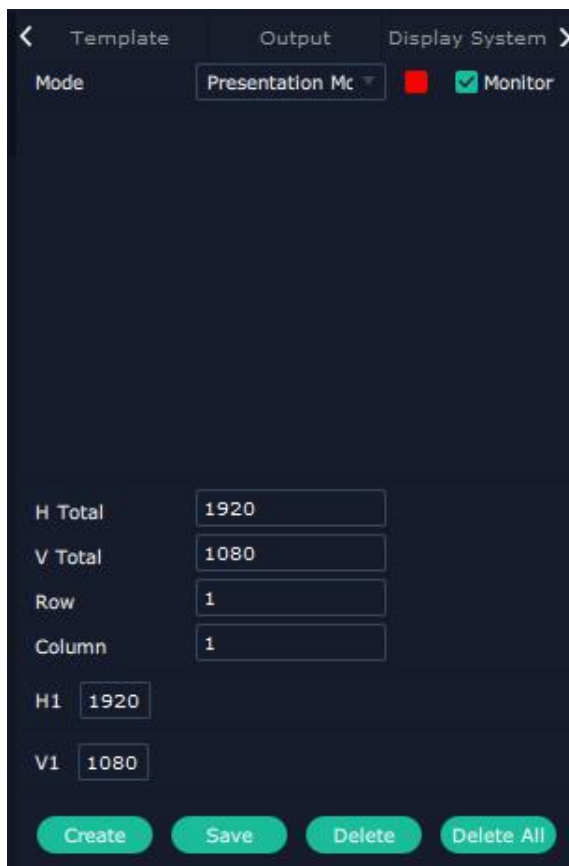 Template Output Display System
Mode Presentation Mc Monitor
H Total 1920
V Total 1080
Row 1
Column 1
H1 1920
V1 1080
Create Save Delete Delete All